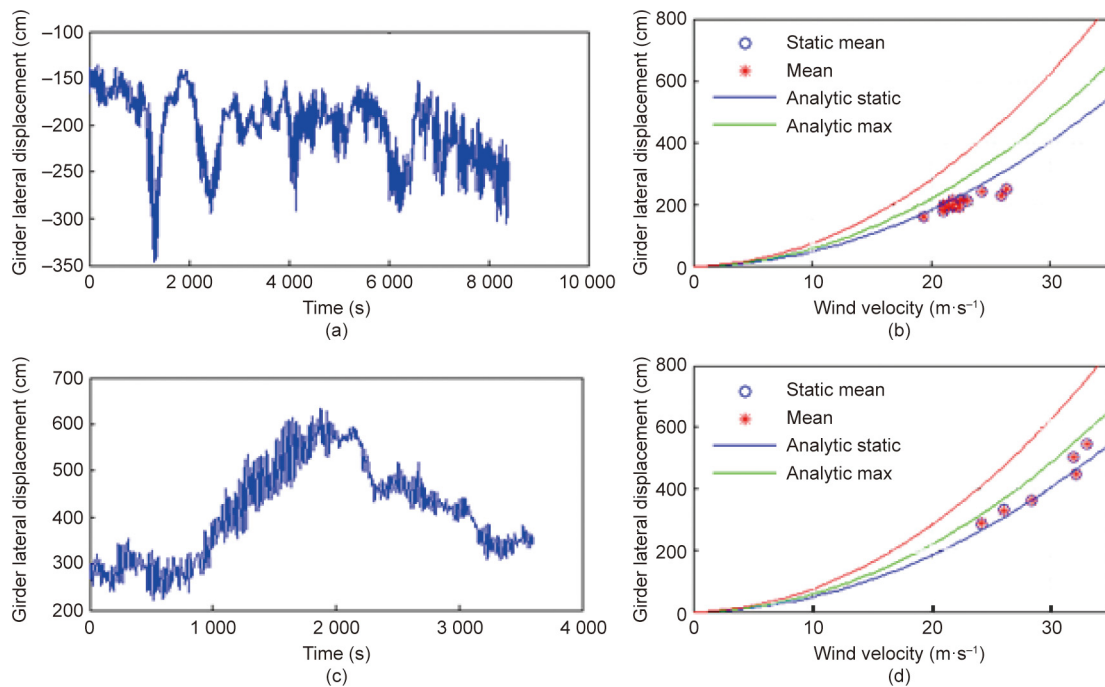 Girder lateral displacement (cm)
–100
–150
–200
–250
–300
–350
0
2 000
4 000
6 000
8 000
10 000
Time (s)
(a)
Girder lateral displacement (cm)
800
600
400
200
0
Static mean
Mean
Analytic static
Analytic max
0
10
20
30
Wind velocity (m·s⁻¹)
(b)
Girder lateral displacement (cm)
700
600
500
400
300
200
0
1 000
2 000
3 000
4 000
Time (s)
(c)
Girder lateral displacement (cm)
800
600
400
200
0
Static mean
Mean
Analytic static
Analytic max
0
10
20
30
Wind velocity (m·s⁻¹)
(d)